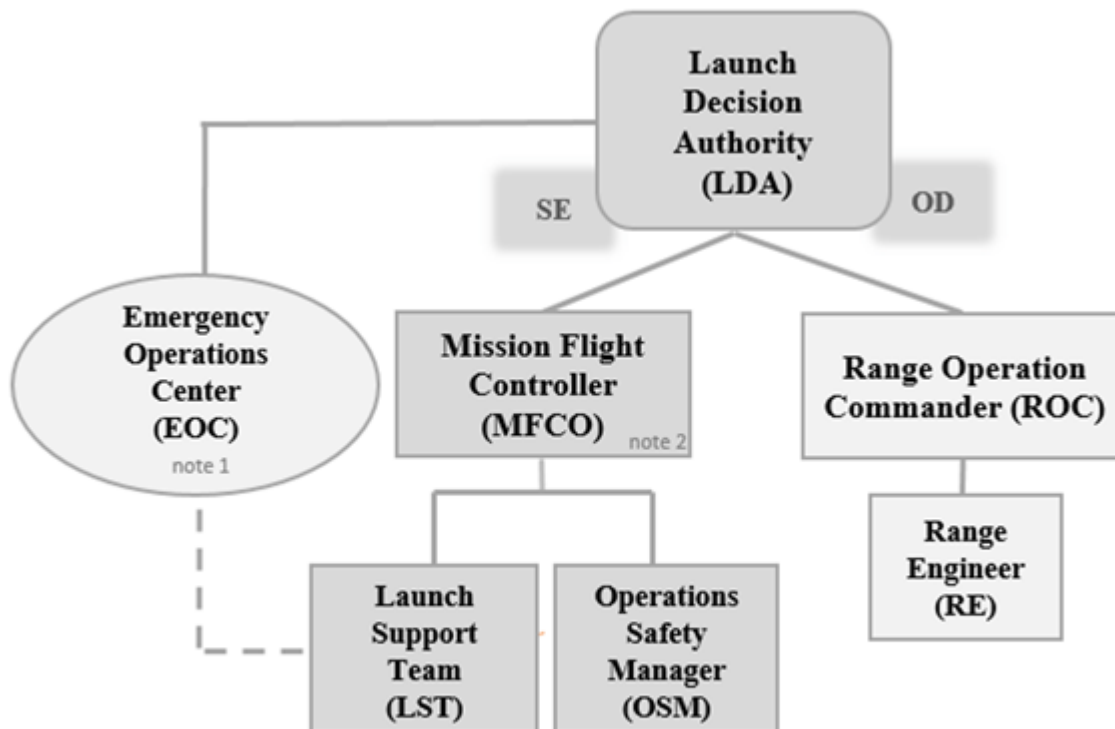 Launch
Decision
Authority
(LDA)
SE
OD
Emergency
Operations
Center
(EOC)
note 1
Mission Flight
Controller
(MFCO)
note 2
Range Operation
Commander (ROC)
Launch
Support
Team
(LST)
Operations
Safety
Manager
(OSM)
Range
Engineer
(RE)